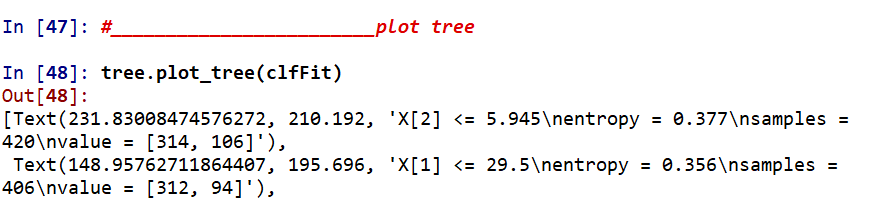 In [47]: #________________________plot tree
In [48]: tree.plot_tree(clfFit)
Out[48]:
[Text(231.83008474576272, 210.192, 'X[2] <= 5.945\nentropy = 0.377\nsamples =
420\nvalue = [314, 106]'),
 Text(148.95762711864407, 195.696, 'X[1] <= 29.5\nentropy = 0.356\nsamples =
406\nvalue = [312, 94]'),